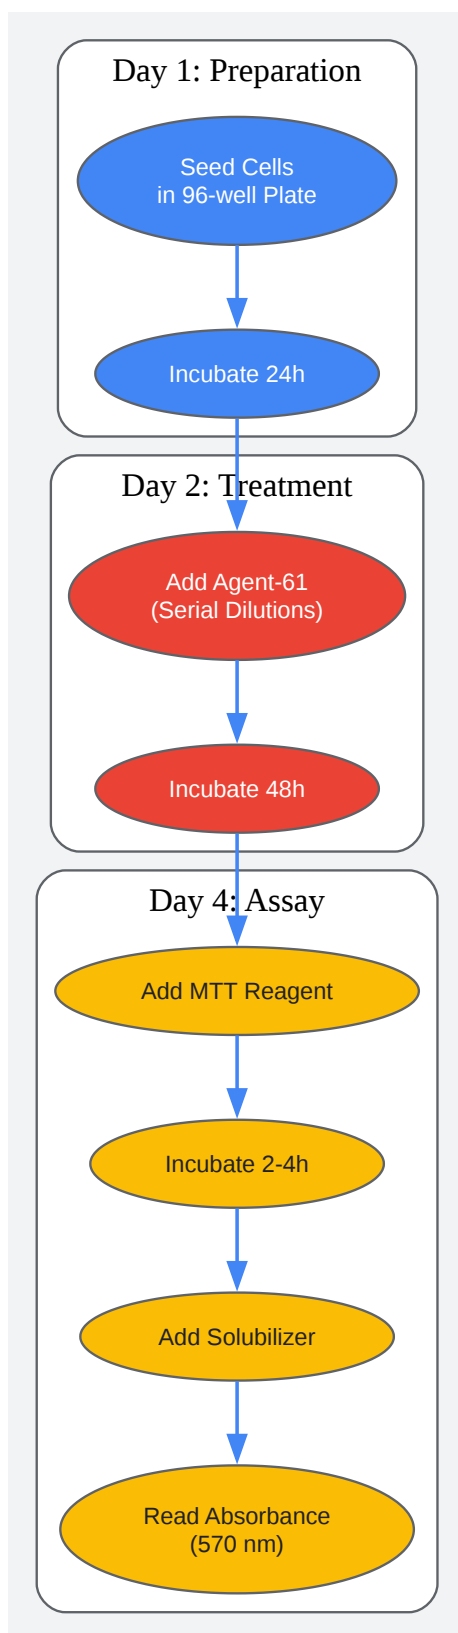 Day 1: Preparation
Seed Cells
in 96-well Plate
Incubate 24h
Day 2: Treatment
Add Agent-61
(Serial Dilutions)
Incubate 48h
Day 4: Assay
Add MTT Reagent
Incubate 2-4h
Add Solubilizer
Read Absorbance
(570 nm)